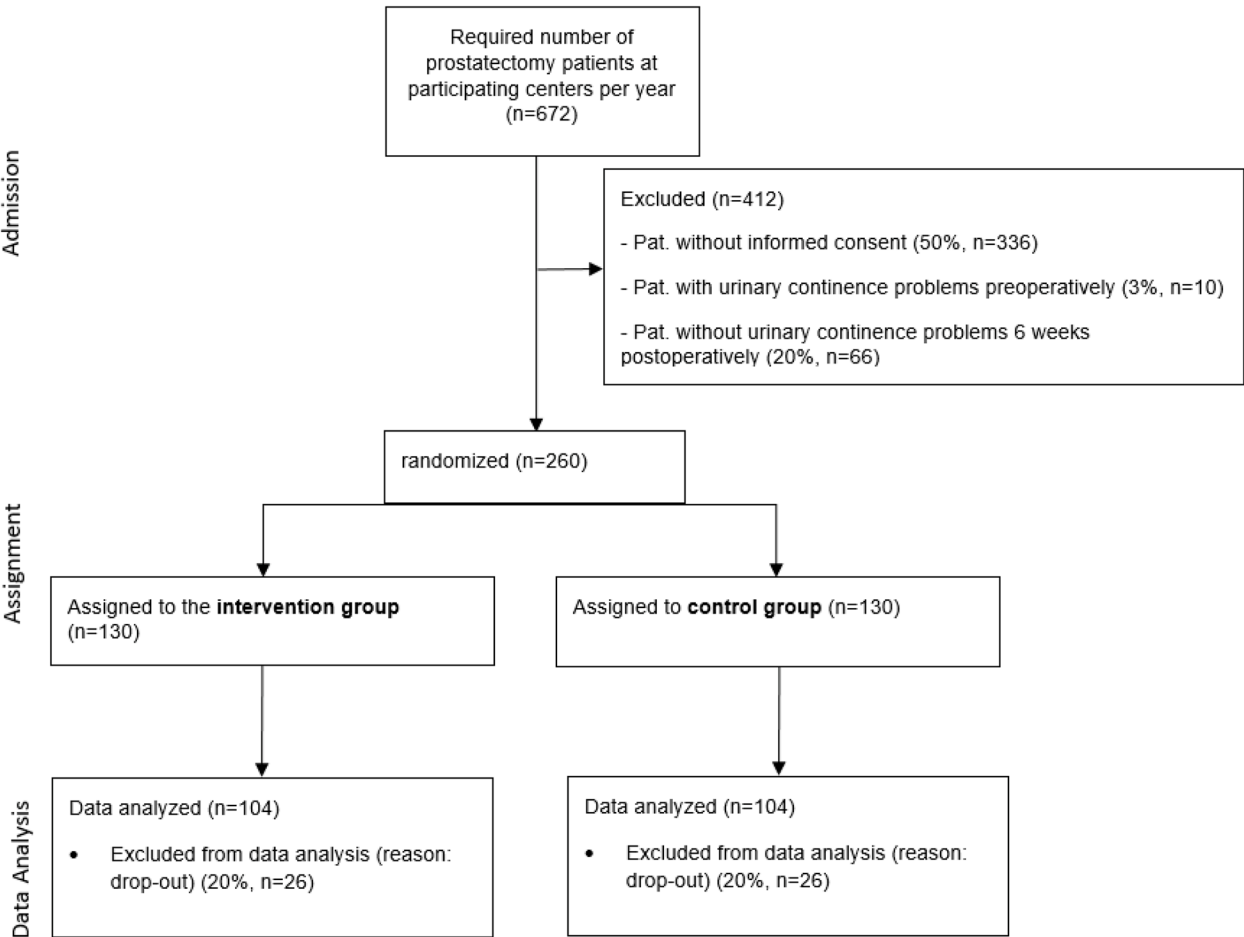 Required number of
prostatectomy patients at
participating centers per year
(n=672)
Admission
Excluded (n=412)
- Pat. without informed consent (50%, n=336)
- Pat. with urinary continence problems preoperatively (3%, n=10)
- Pat. without urinary continence problems 6 weeks
postoperatively (20%, n=66)
randomized (n=260)
Assignment
Assigned to the intervention group
(n=130)
Assigned to control group (n=130)
Data Analysis
Data analyzed (n=104)
• Excluded from data analysis (reason:
drop-out) (20%, n=26)
Data analyzed (n=104)
• Excluded from data analysis (reason:
drop-out) (20%, n=26)